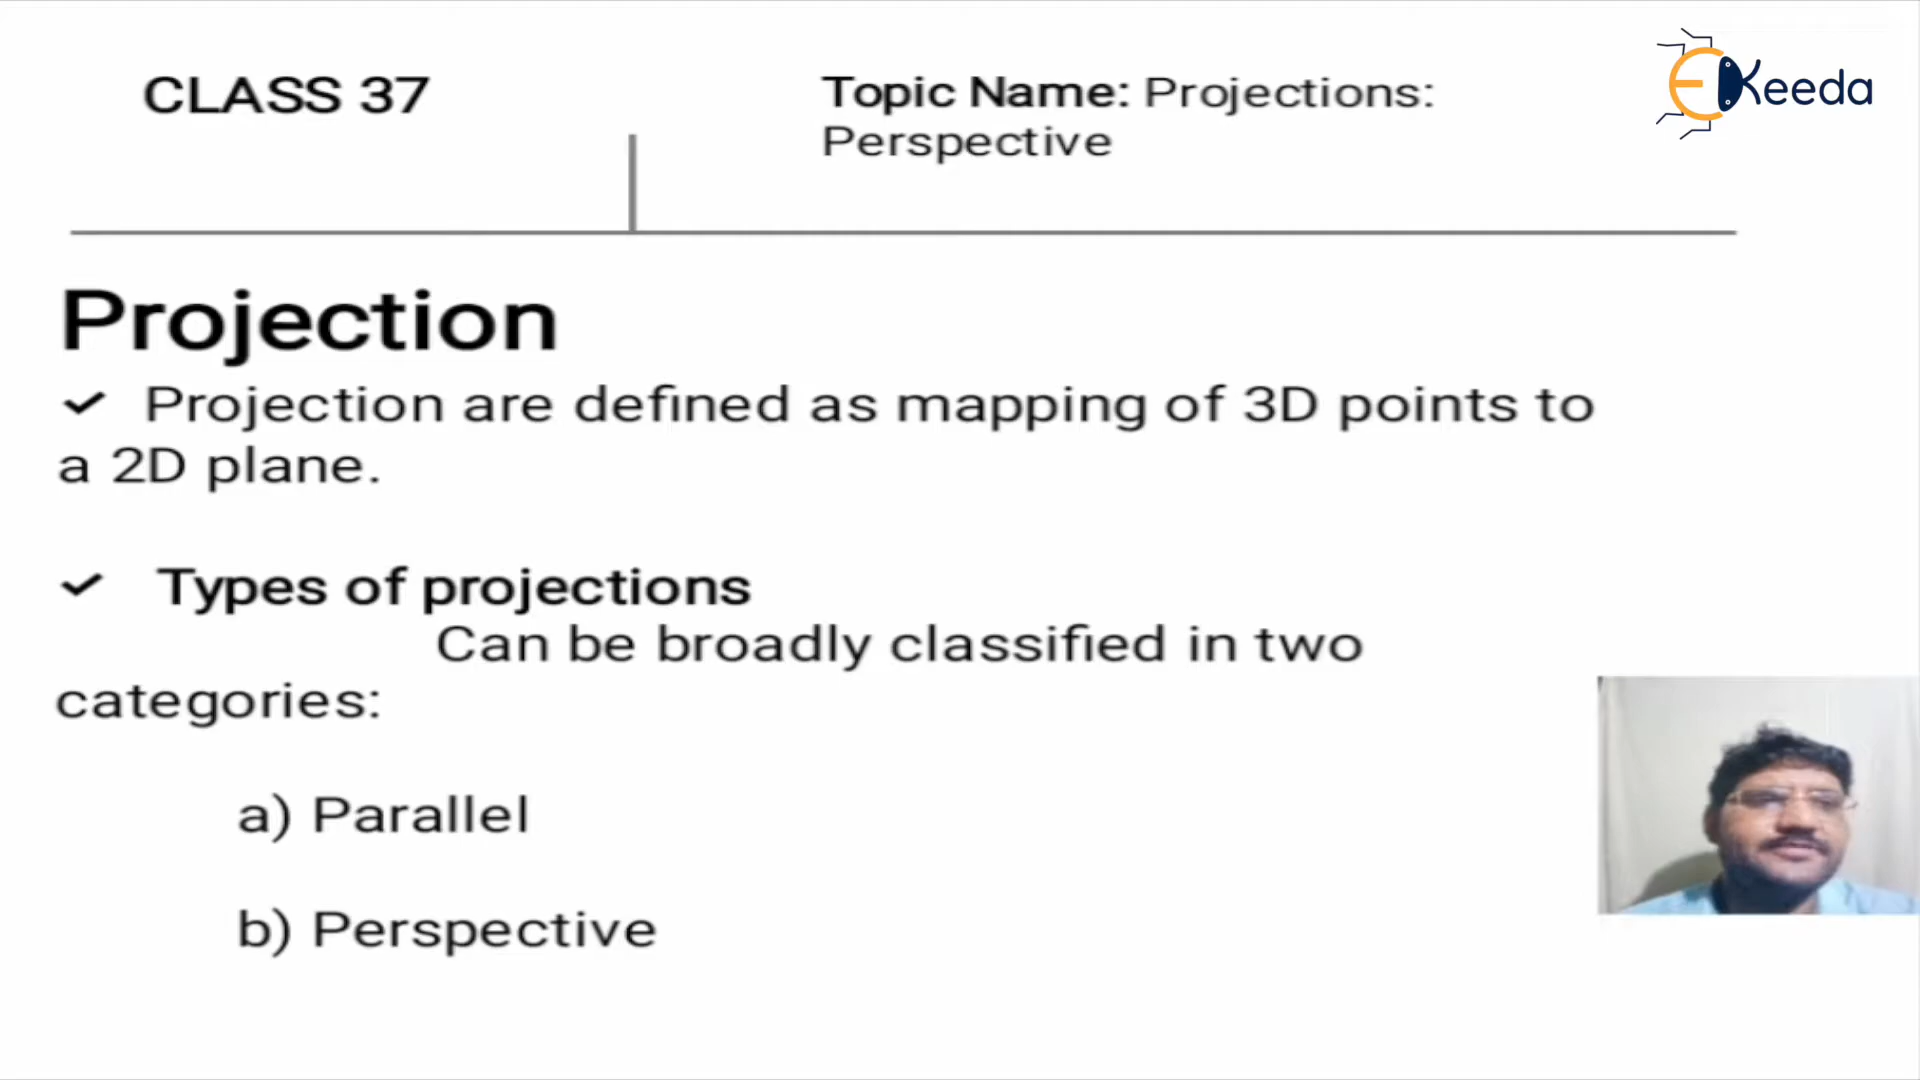 CLASS 37
Topic Name: Projections:
Perspective
EKeeda
Projection
✓ Projection are defined as mapping of 3D points to
a 2D plane.
✓ Types of projections
Can be broadly classified in two
categories:
a) Parallel
b) Perspective